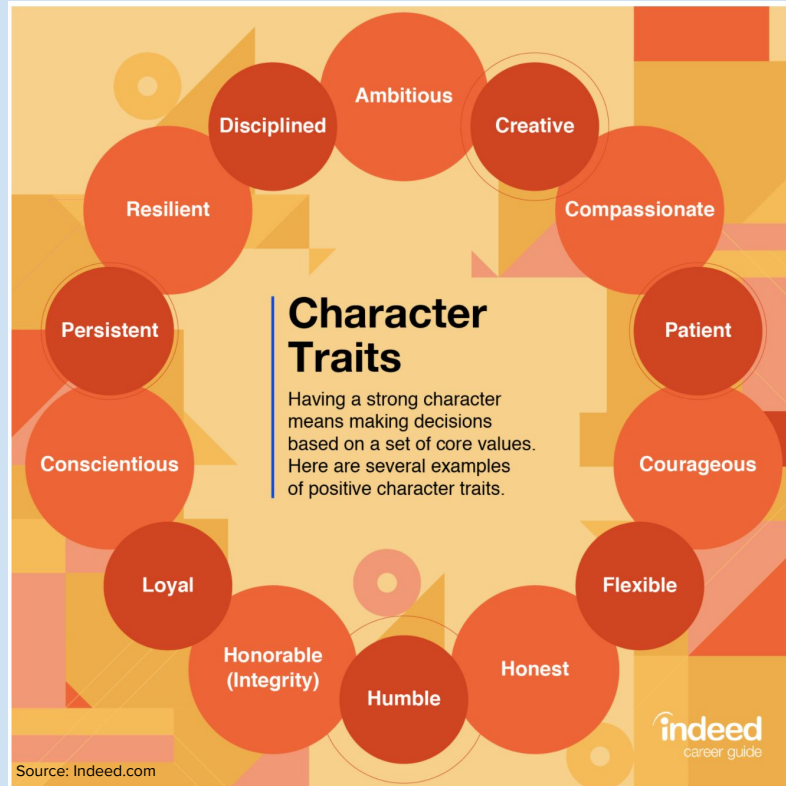 Ambitious
Creative
Compassionate
Patient
Courageous
Flexible
Honest
Humble
Honorable
(Integrity)
Loyal
Conscientious
Persistent
Resilient
Disciplined
Character
Traits
Having a strong character
means making decisions
based on a set of core values.
Here are several examples
of positive character traits.
indeed
career guide
Source: Indeed.com